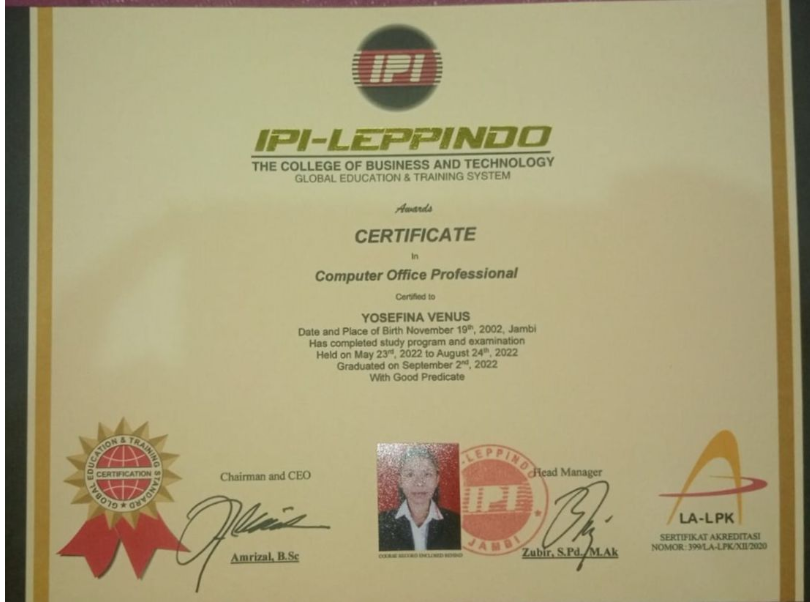 IPI
IPI-LEPPINDO
THE COLLEGE OF BUSINESS AND TECHNOLOGY
GLOBAL EDUCATION & TRAINING SYSTEM
Awards
CERTIFICATE
In
Computer Office Professional
Certified to
YOSEFINA VENUS
Date and Place of Birth November 19th, 2002, Jambi
Has completed study program and examination
Held on May 23rd, 2022 to August 24th, 2022
Graduated on September 2nd, 2022
With Good Predicate
GLOBAL EDUCATION & TRAINING STANDARD
CERTIFICATION
Chairman and CEO
Amrizal, B.Sc
COURSE RECORD ENCLOSED BEHIND
LEPPINDO
IPI
JAMBI
Head Manager
Zubir, S.Pd., M.Ak
LA-LPK
SERTIFIKAT AKREDITASI
NOMOR: 399/LA-LPK/XII/2020